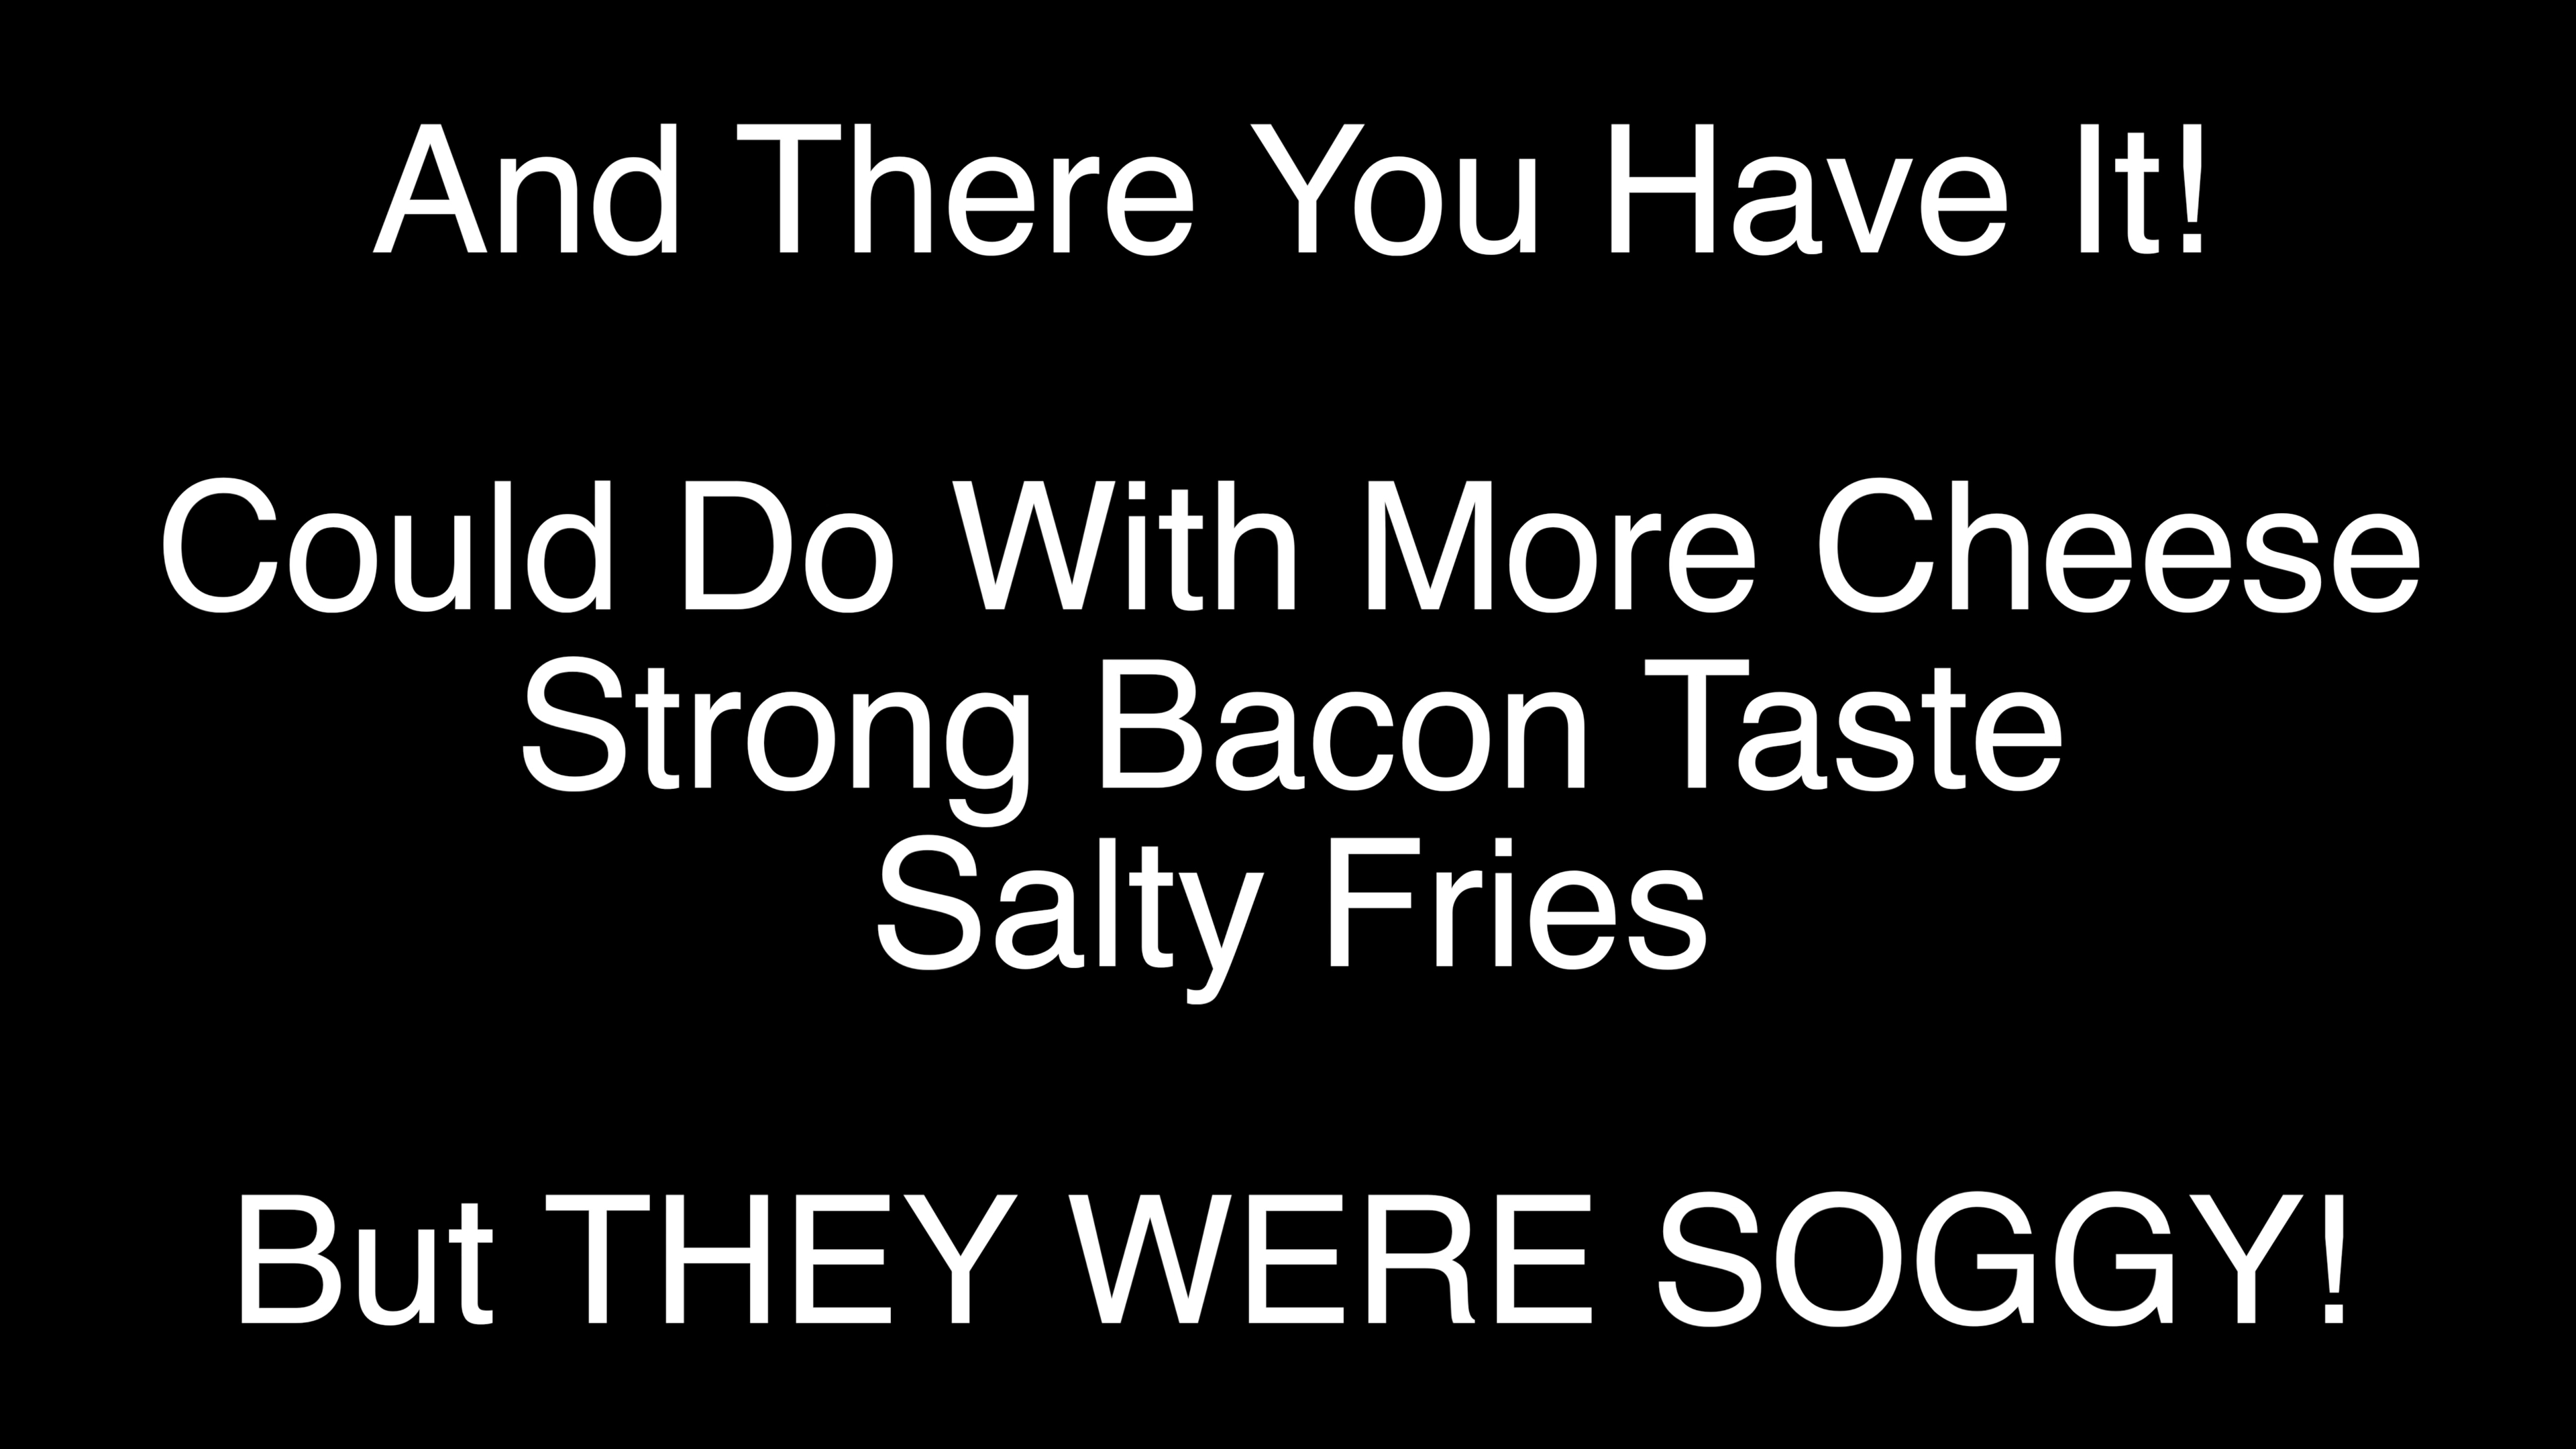 And There You Have It!
Could Do With More Cheese
Strong Bacon Taste
Salty Fries
But THEY WERE SOGGY!